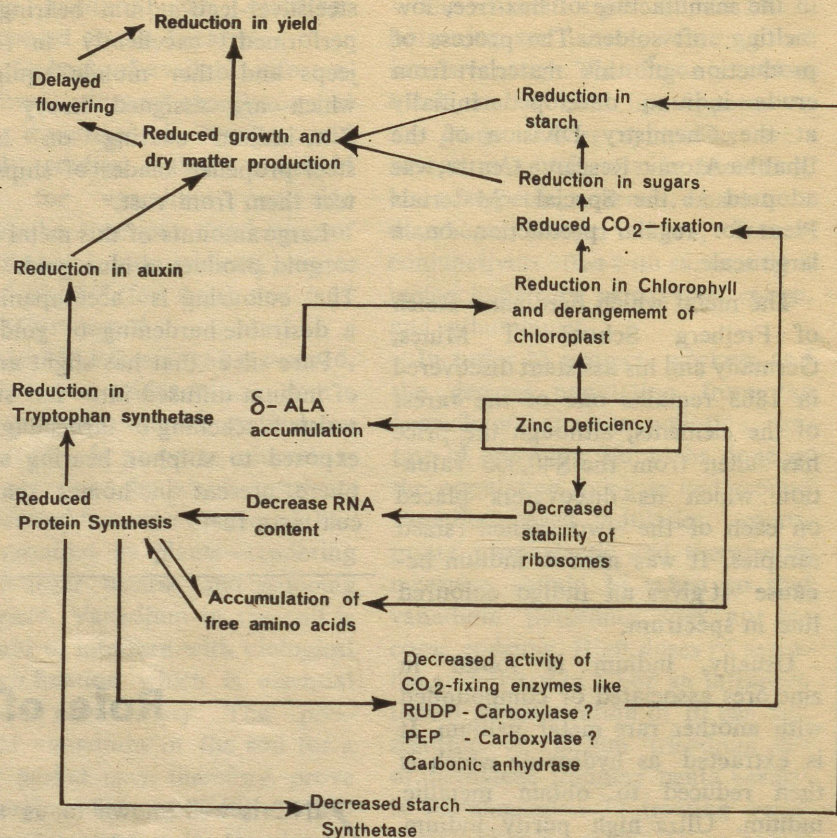 Reduction in yield
Delayed
flowering
Reduced growth and
dry matter production
Reduction in
starch
Reduction in sugars
Reduced CO2-fixation
Reduction in auxin
Reduction in Chlorophyll
and derangememt of
chloroplast
Reduction in
Tryptophan synthetase
δ- ALA
accumulation
Zinc Deficiency
Reduced
Protein Synthesis
Decrease RNA
content
Decreased
stability of
ribosomes
Accumulation of
free amino acids
Decreased activity of
CO2-fixing enzymes like
RUDP - Carboxylase ?
PEP - Carboxylase ?
Carbonic anhydrase
Decreased starch
Synthetase